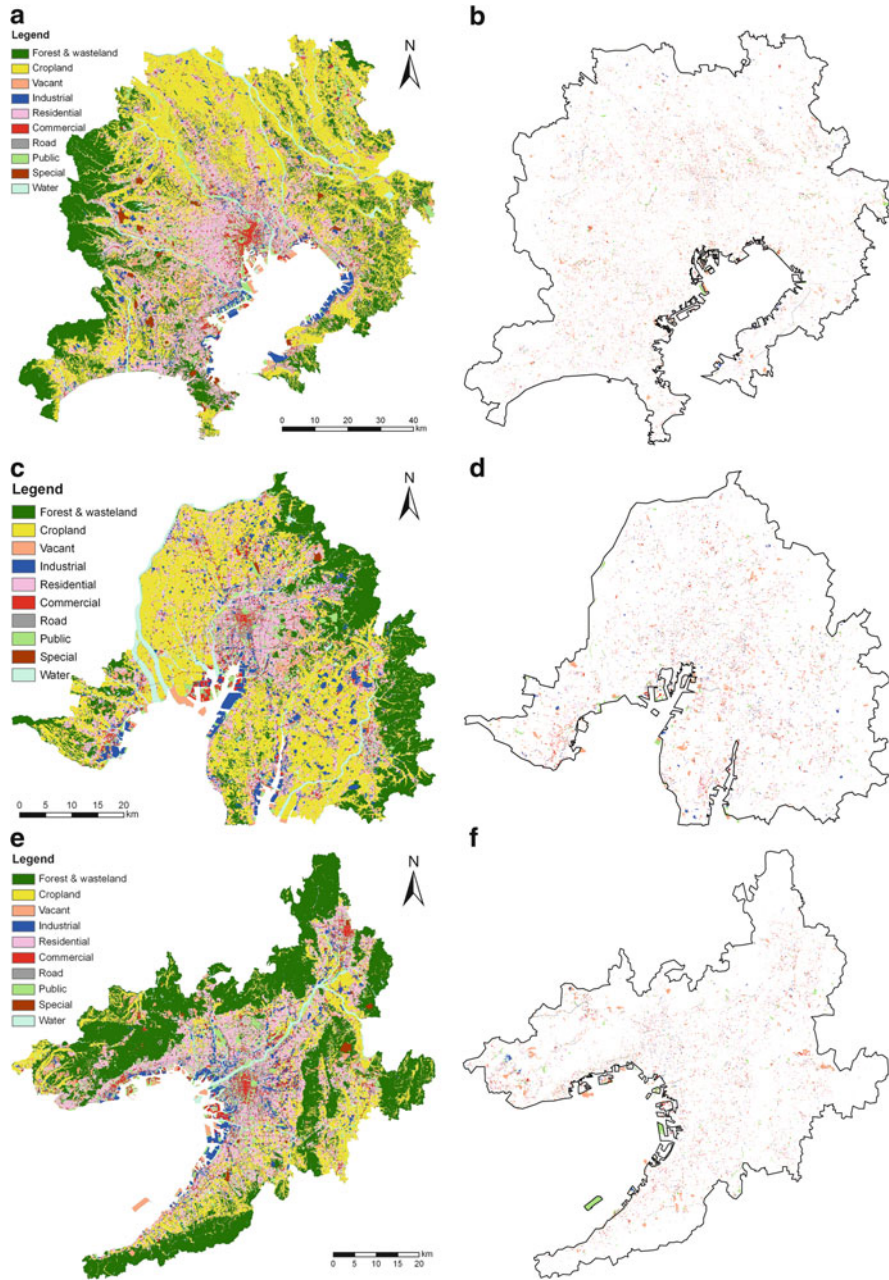 a
Legend
Forest & wasteland
Cropland
Vacant
Industrial
Residential
Commercial
Road
Public
Special
Water
N
0 10 20 30 40
km
b
c
Legend
Forest & wasteland
Cropland
Vacant
Industrial
Residential
Commercial
Road
Public
Special
Water
N
0 5 10 15 20
km
d
e
Legend
Forest & wasteland
Cropland
Vacant
Industrial
Residential
Commercial
Road
Public
Special
Water
N
0 5 10 15 20
km
f